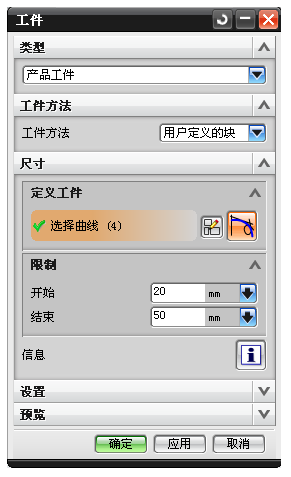 工件
类型
产品工件
工件方法
工件方法 用户定义的块
尺寸
定义工件
选择曲线 (4)
限制
开始 20 mm
结束 50 mm
信息
设置
预览
确定 应用 取消